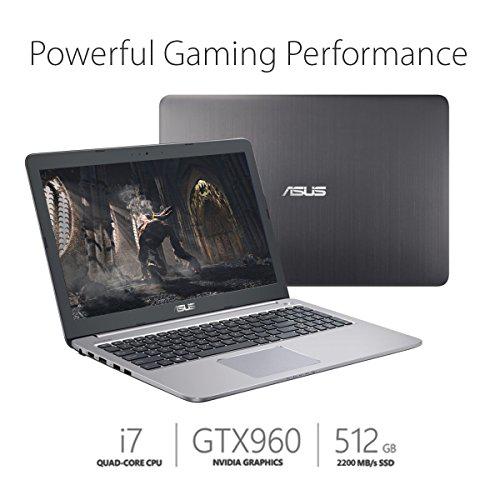 Powerful Gaming Performance
ASUS
ASUS
i7
QUAD-CORE CPU
GTX960
NVIDIA GRAPHICS
512 GB
2200 MB/s SSD